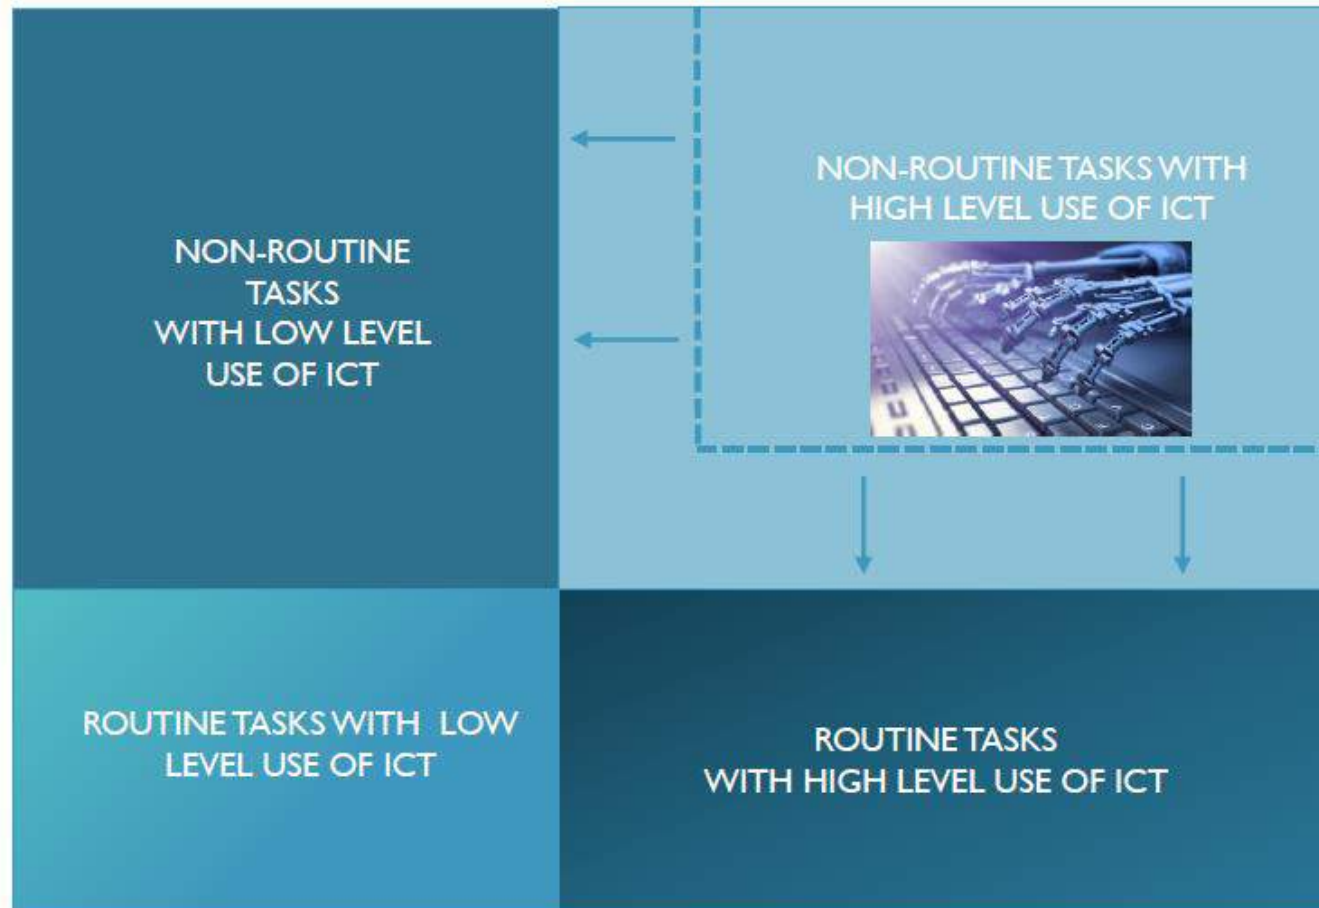 NON-ROUTINE
TASKS
WITH LOW LEVEL
USE OF ICT
NON-ROUTINE TASKS WITH
HIGH LEVEL USE OF ICT
ROUTINE TASKS WITH LOW
LEVEL USE OF ICT
ROUTINE TASKS
WITH HIGH LEVEL USE OF ICT